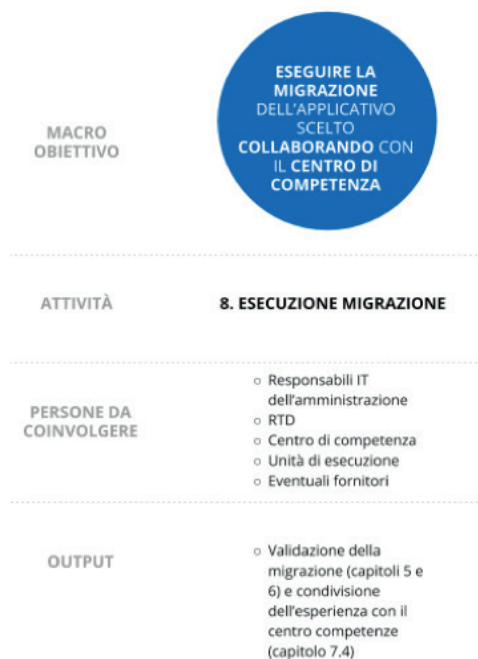 ESEGUIRE LA
MIGRAZIONE
DELL'APPLICATIVO
SCELTO
COLLABORANDO CON
IL CENTRO DI
COMPETENZA
MACRO
OBIETTIVO
ATTIVITÀ
8. ESECUZIONE MIGRAZIONE
PERSONE DA
COINVOLGERE
○ Responsabili IT
dell'amministrazione
○ RTD
○ Centro di competenza
○ Unità di esecuzione
○ Eventuali fornitori
OUTPUT
○ Validazione della
migrazione (capitoli 5 e
6) e condivisione
dell'esperienza con il
centro competenze
(capitolo 7.4)